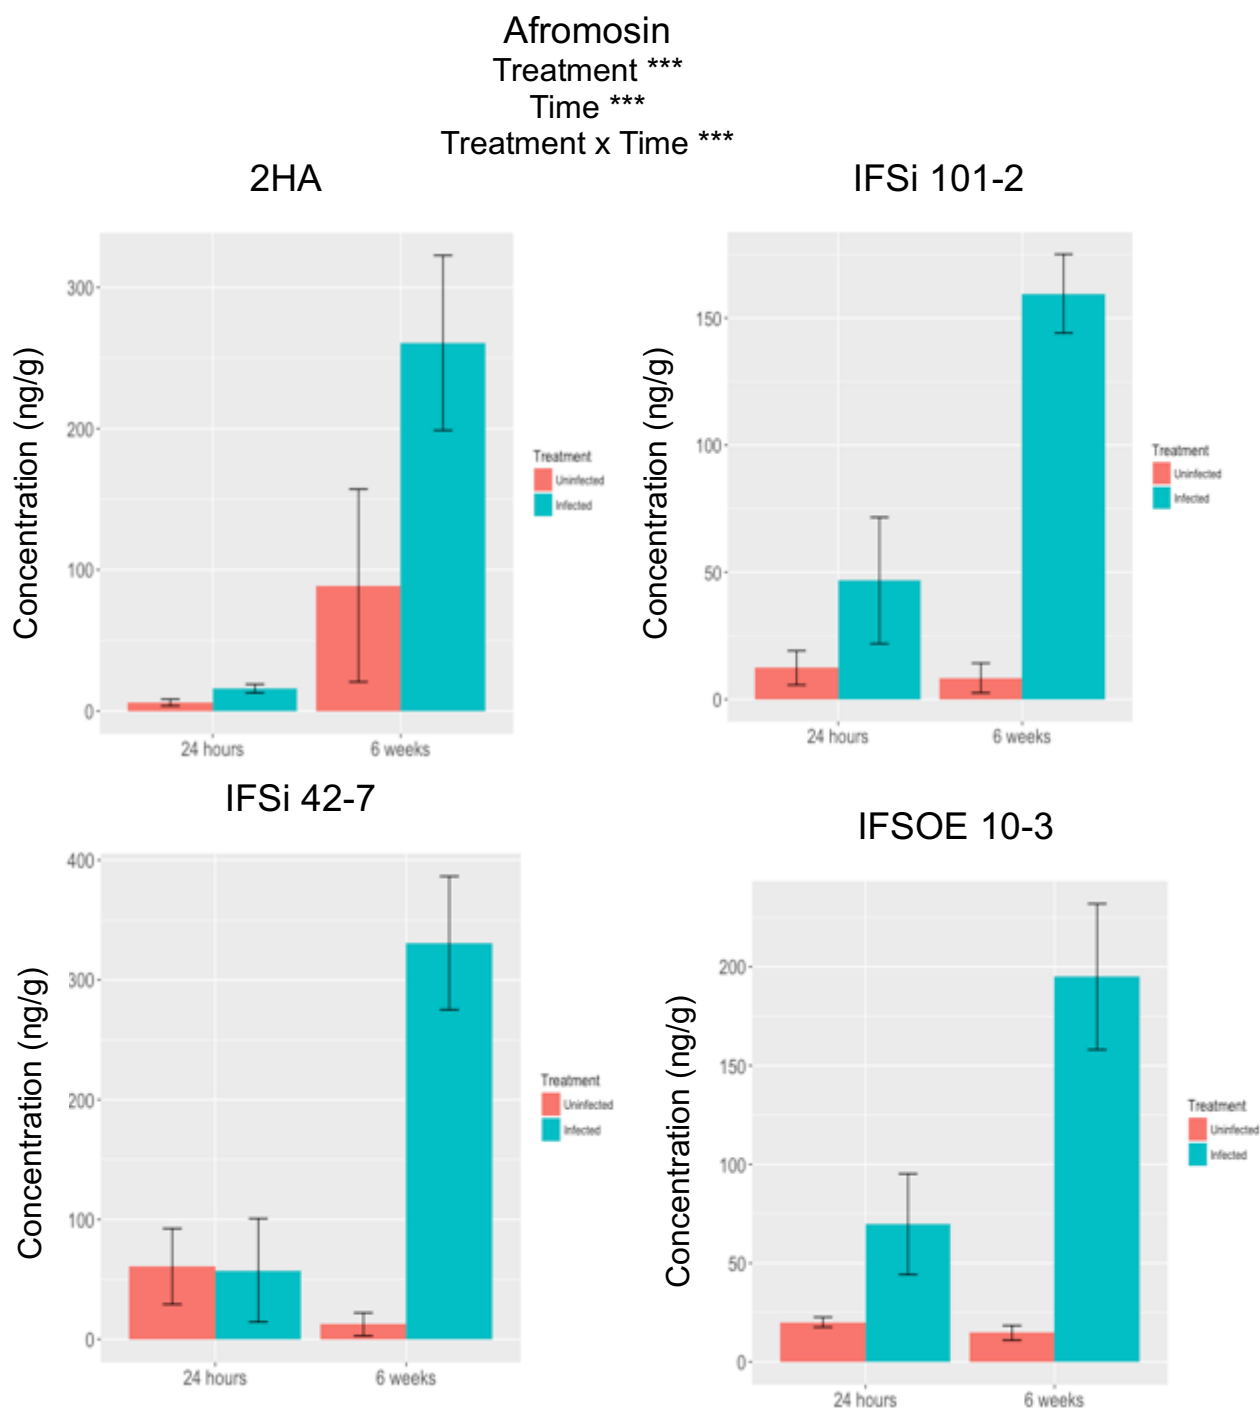 Afromosin
Treatment ***
Time ***
Treatment x Time ***
2HA
Concentration (ng/g)
300
200
100
0
24 hours
6 weeks
Treatment
Uninfected
Infected
IFSi 101-2
Concentration (ng/g)
150
100
50
0
24 hours
6 weeks
Treatment
Uninfected
Infected
IFSi 42-7
Concentration (ng/g)
400
300
200
100
0
24 hours
6 weeks
Treatment
Uninfected
Infected
IFSOE 10-3
Concentration (ng/g)
200
150
100
50
0
24 hours
6 weeks
Treatment
Uninfected
Infected